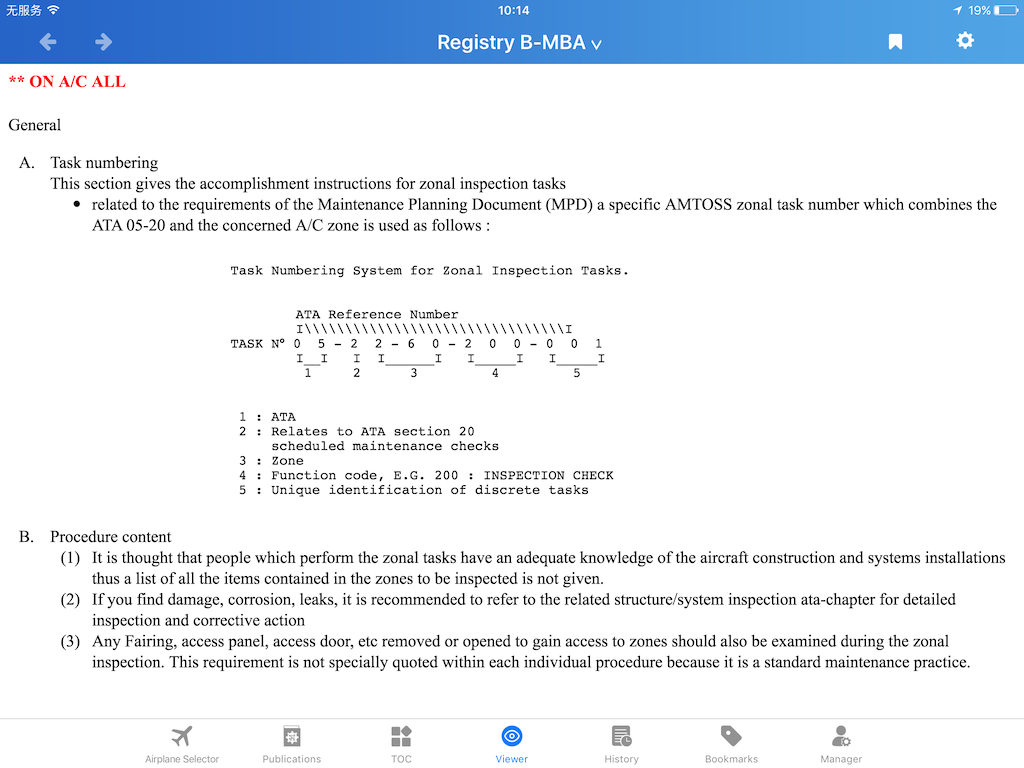 无服务
10:14
19%
Registry B-MBA
** ON A/C ALL
General
A. Task numbering
This section gives the accomplishment instructions for zonal inspection tasks
• related to the requirements of the Maintenance Planning Document (MPD) a specific AMTOSS zonal task number which combines the
ATA 05-20 and the concerned A/C zone is used as follows :
Task Numbering System for Zonal Inspection Tasks.
ATA Reference Number
I\\\\\\\\\\\\\\\\\\\\\\\\\\\\\\\\I
TASK N° 0 5 - 2 2 - 6 0 - 2 0 0 - 0 0 1
I__I I I______I I_____I I_____I
1 2 3 4 5
1 : ATA
2 : Relates to ATA section 20
scheduled maintenance checks
3 : Zone
4 : Function code, E.G. 200 : INSPECTION CHECK
5 : Unique identification of discrete tasks
B. Procedure content
(1) It is thought that people which perform the zonal tasks have an adequate knowledge of the aircraft construction and systems installations
thus a list of all the items contained in the zones to be inspected is not given.
(2) If you find damage, corrosion, leaks, it is recommended to refer to the related structure/system inspection ata-chapter for detailed
inspection and corrective action
(3) Any Fairing, access panel, access door, etc removed or opened to gain access to zones should also be examined during the zonal
inspection. This requirement is not specially quoted within each individual procedure because it is a standard maintenance practice.
Airplane Selector
Publications
TOC
Viewer
History
Bookmarks
Manager